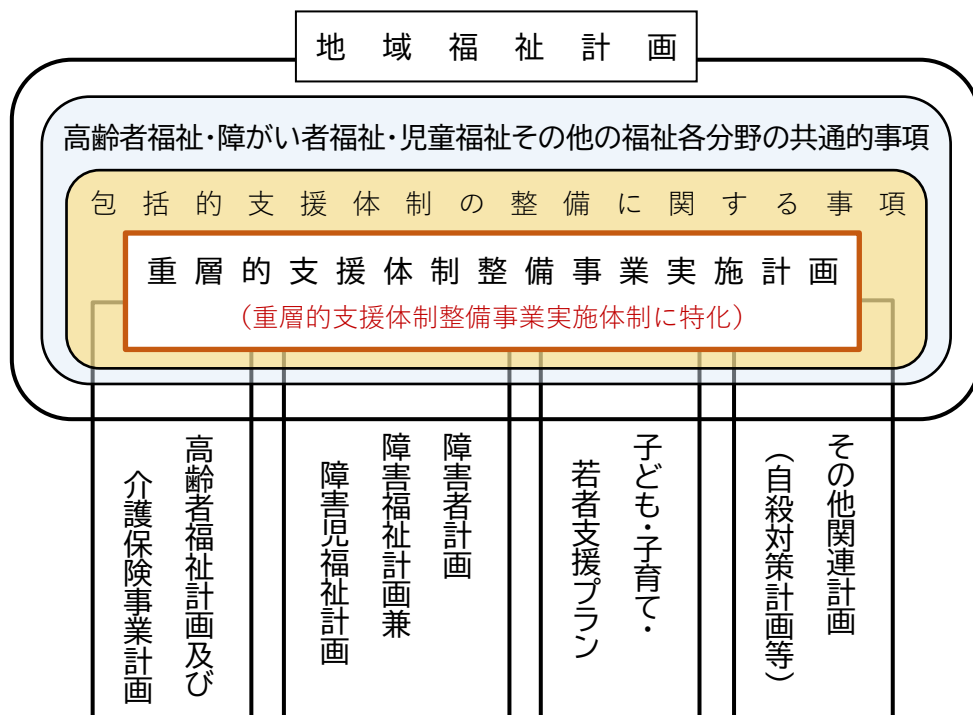 地域福祉計画
高齢者福祉・障がい者福祉・児童福祉その他の福祉各分野の共通的事項
包括的支援体制の整備に関する事項
重層的支援体制整備事業実施計画
(重層的支援体制整備事業実施体制に特化)
高齢者福祉計画及び
介護保険事業計画
障害者計画
障害福祉計画兼
障害児福祉計画
子ども・子育て・
若者支援プラン
その他関連計画
(自殺対策計画等)